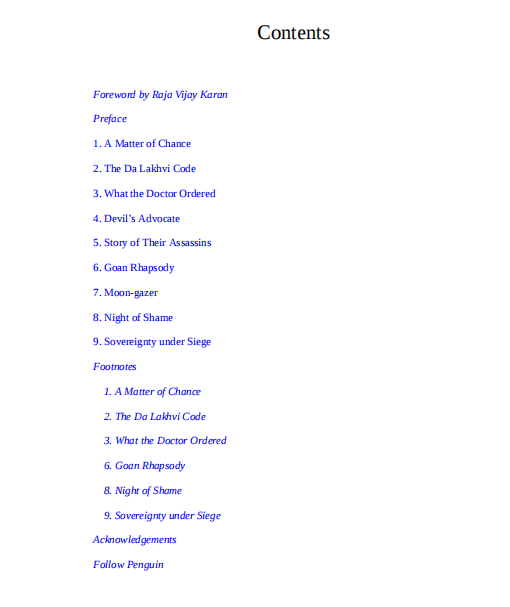 Contents
Foreword by Raja Vijay Karan
Preface
1. A Matter of Chance
2. The Da Lakhvi Code
3. What the Doctor Ordered
4. Devil’s Advocate
5. Story of Their Assassins
6. Goan Rhapsody
7. Moon-gazer
8. Night of Shame
9. Sovereignty under Siege
Footnotes
1. A Matter of Chance
2. The Da Lakhvi Code
3. What the Doctor Ordered
6. Goan Rhapsody
8. Night of Shame
9. Sovereignty under Siege
Acknowledgements
Follow Penguin